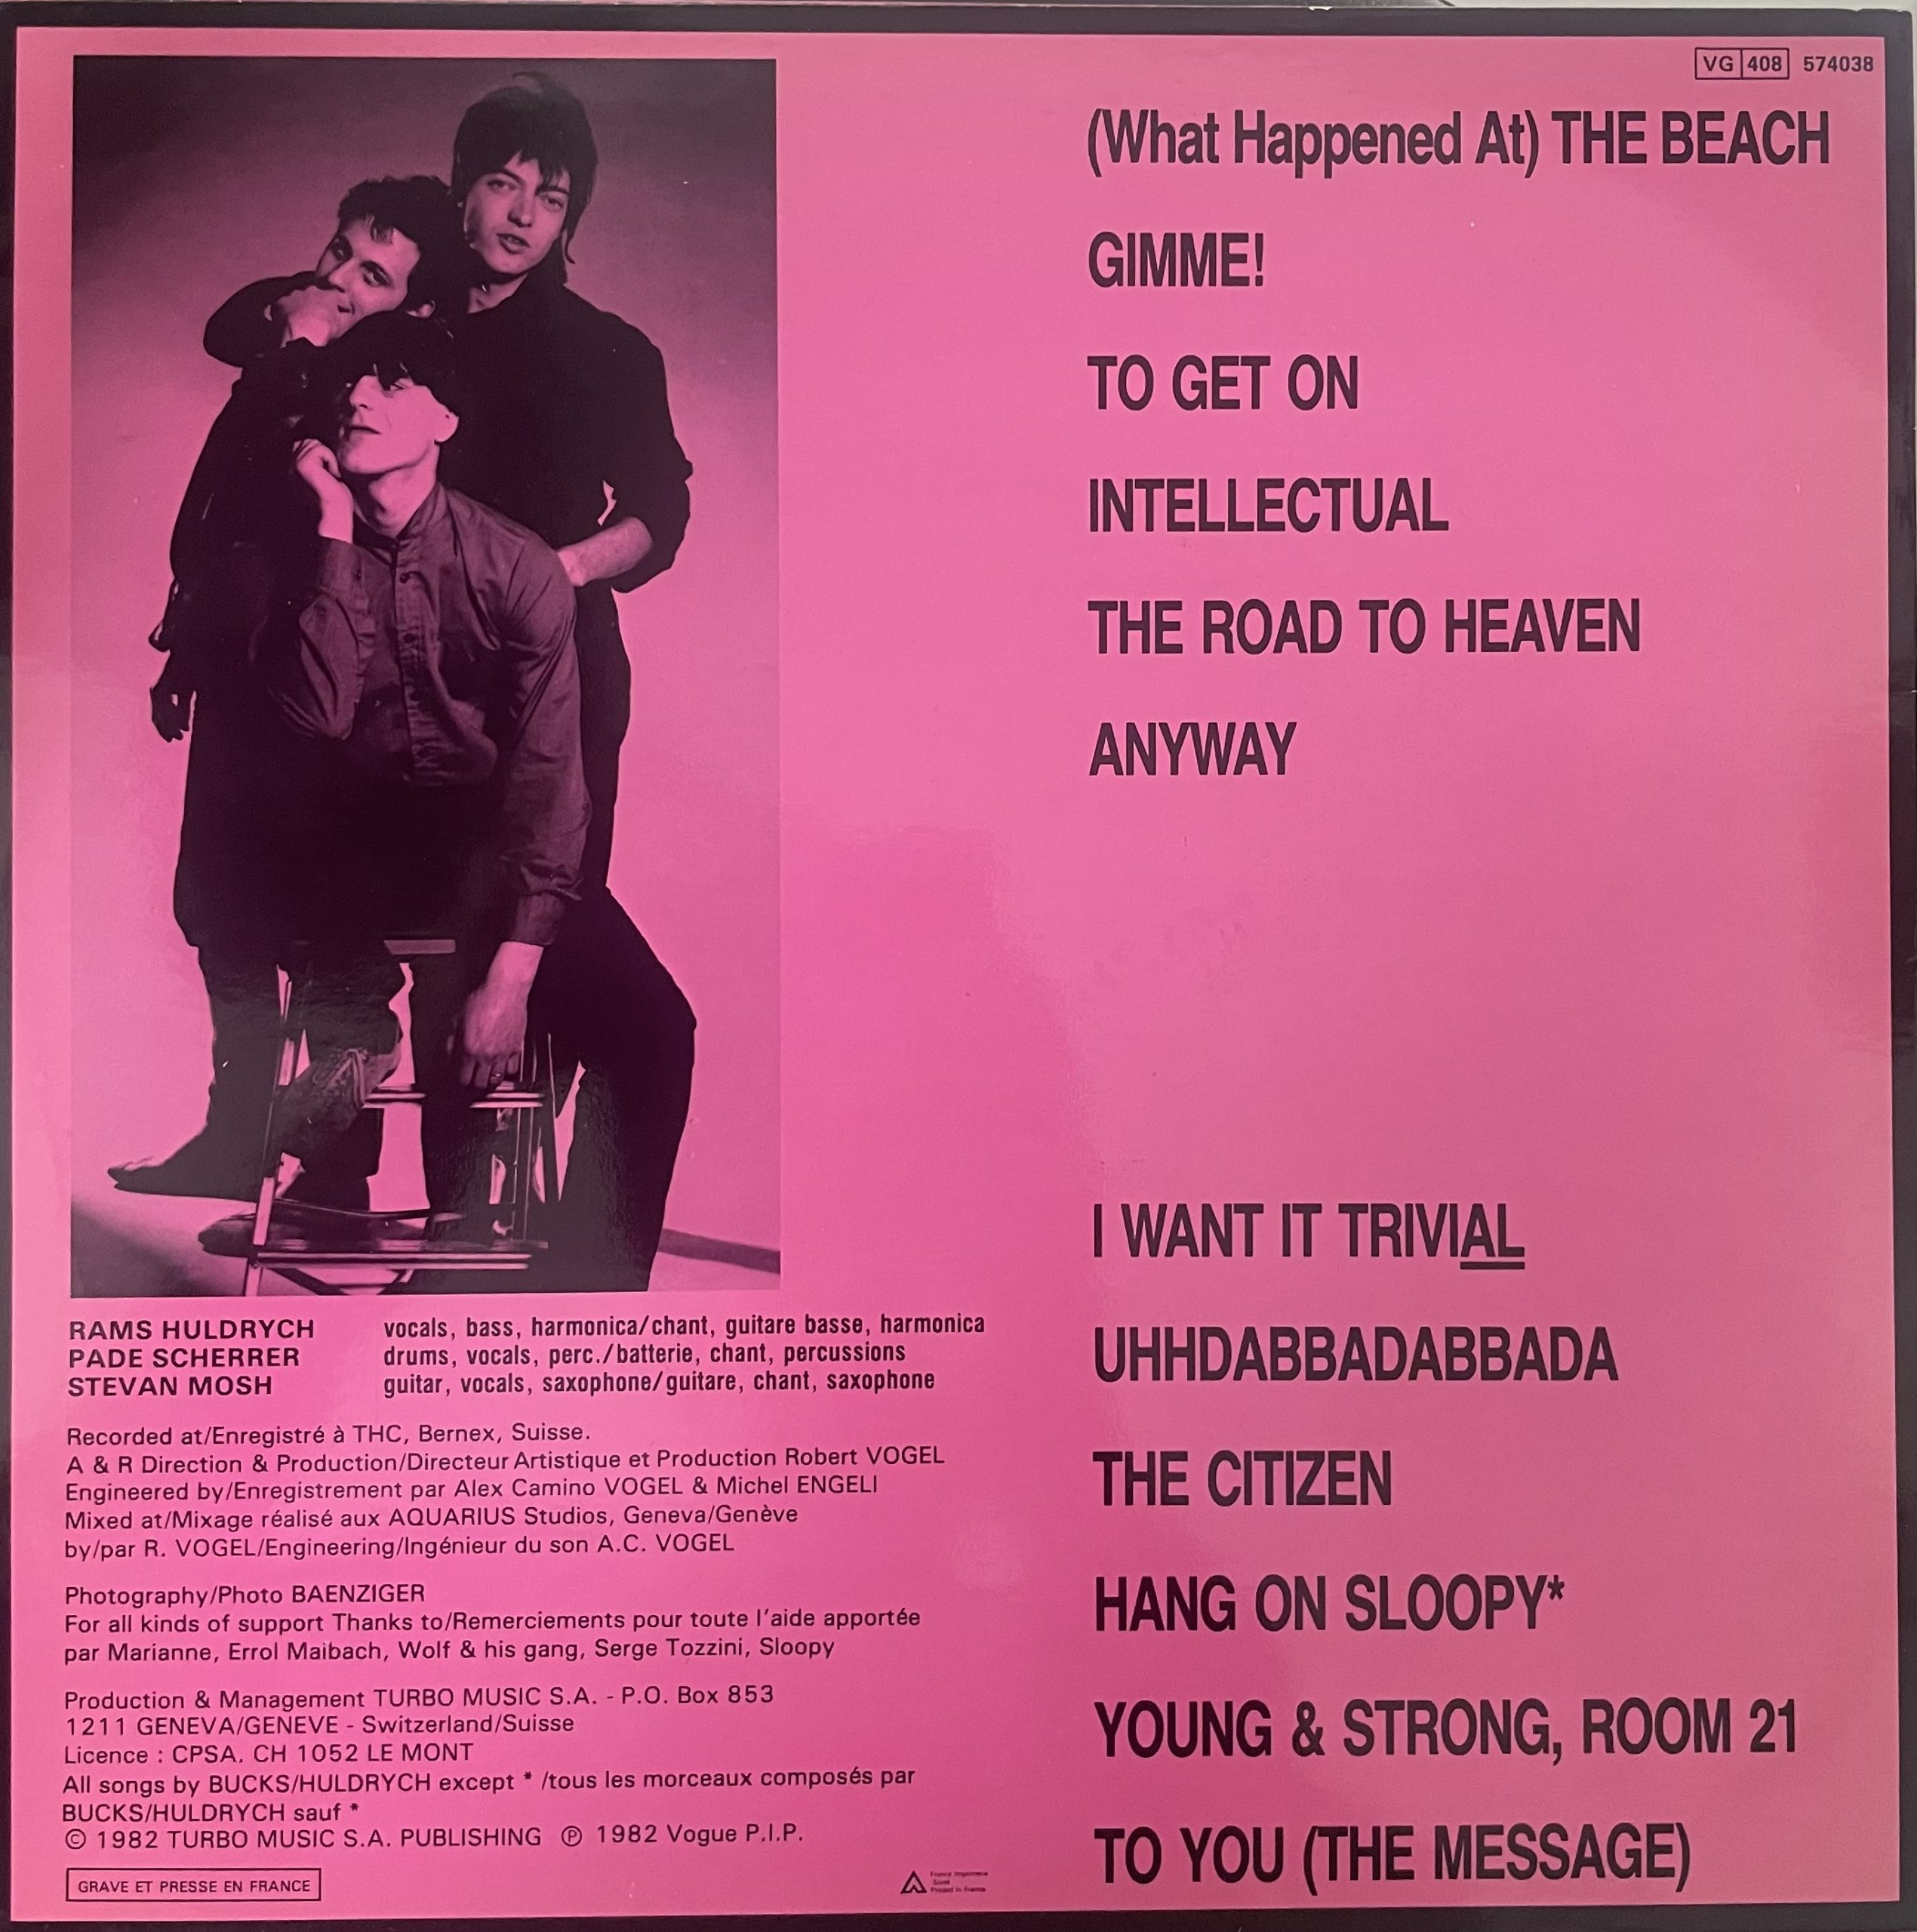 VG 408 574038
(What Happened At) THE BEACH
GIMME!
TO GET ON
INTELLECTUAL
THE ROAD TO HEAVEN
ANYWAY
I WANT IT TRIVIAL
UHHDABBADABBADA
THE CITIZEN
HANG ON SLOOPY*
YOUNG & STRONG, ROOM 21
TO YOU (THE MESSAGE)
RAMS HULDRYCH vocals, bass, harmonica/chant, guitare basse, harmonica
PADE SCHERRER drums, vocals, perc./batterie, chant, percussions
STEVAN MOSH guitar, vocals, saxophone/guitare, chant, saxophone
Recorded at/Enregistré à THC, Bernex, Suisse.
A & R Direction & Production/Directeur Artistique et Production Robert VOGEL
Engineered by/Enregistrement par Alex Camino VOGEL & Michel ENGELI
Mixed at/Mixage réalisé aux AQUARIUS Studios, Geneva/Genève
by/par R. VOGEL/Engineering/Ingénieur du son A.C. VOGEL
Photography/Photo BAENZIGER
For all kinds of support Thanks to/Remerciements pour toute l'aide apportée
par Marianne, Errol Maibach, Wolf & his gang, Serge Tozzini, Sloopy
Production & Management TURBO MUSIC S.A. - P.O. Box 853
1211 GENEVA/GENEVE - Switzerland/Suisse
Licence : CPSA. CH 1052 LE MONT
All songs by BUCKS/HULDRYCH except * /tous les morceaux composés par
BUCKS/HULDRYCH sauf *
© 1982 TURBO MUSIC S.A. PUBLISHING ℗ 1982 Vogue P.I.P.
GRAVE ET PRESSE EN FRANCE
Printed in France